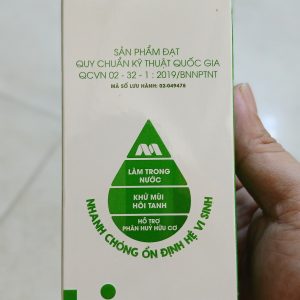 SẢN PHẨM ĐẠT
QUY CHUẨN KỸ THUẬT QUỐC GIA
QCVN 02 - 32 - 1 : 2019/BNNPTNT
MÃ SỐ LƯU HÀNH: 02-049478
LÀM TRONG
NƯỚC
KHỬ MÙI
HÔI TANH
HỖ TRỢ
PHÂN HUỶ HỮU CƠ
NHANH CHÓNG ỔN ĐỊNH HỆ VI SINH